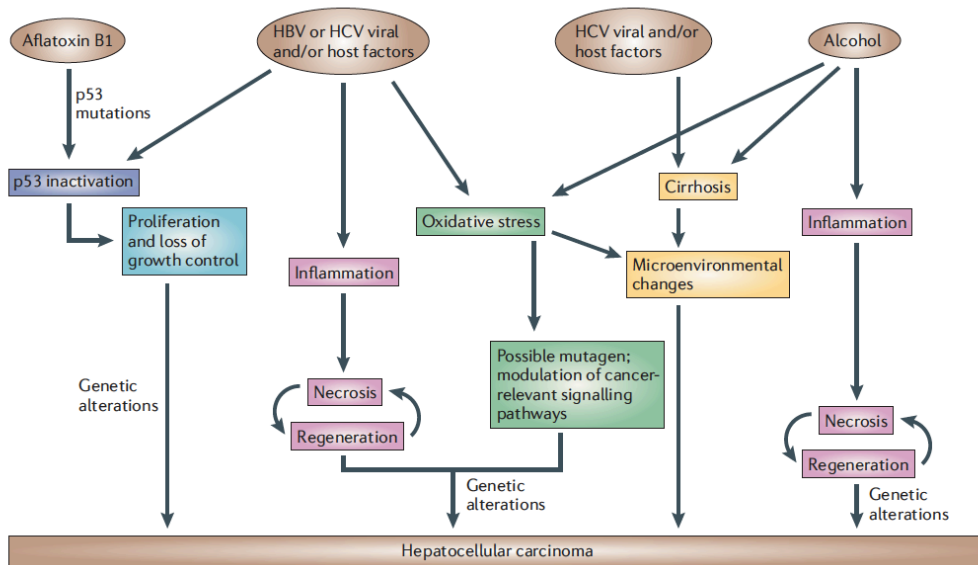 Aflatoxin B1
HBV or HCV viral
and/or host factors
HCV viral and/or
host factors
Alcohol
p53
mutations
p53 inactivation
Cirrhosis
Proliferation
and loss of
growth control
Oxidative stress
Inflammation
Inflammation
Microenvironmental
changes
Possible mutagen;
modulation of cancer-
relevant signalling
pathways
Genetic
alterations
Necrosis
Regeneration
Necrosis
Regeneration
Genetic
alterations
Genetic
alterations
Hepatocellular carcinoma